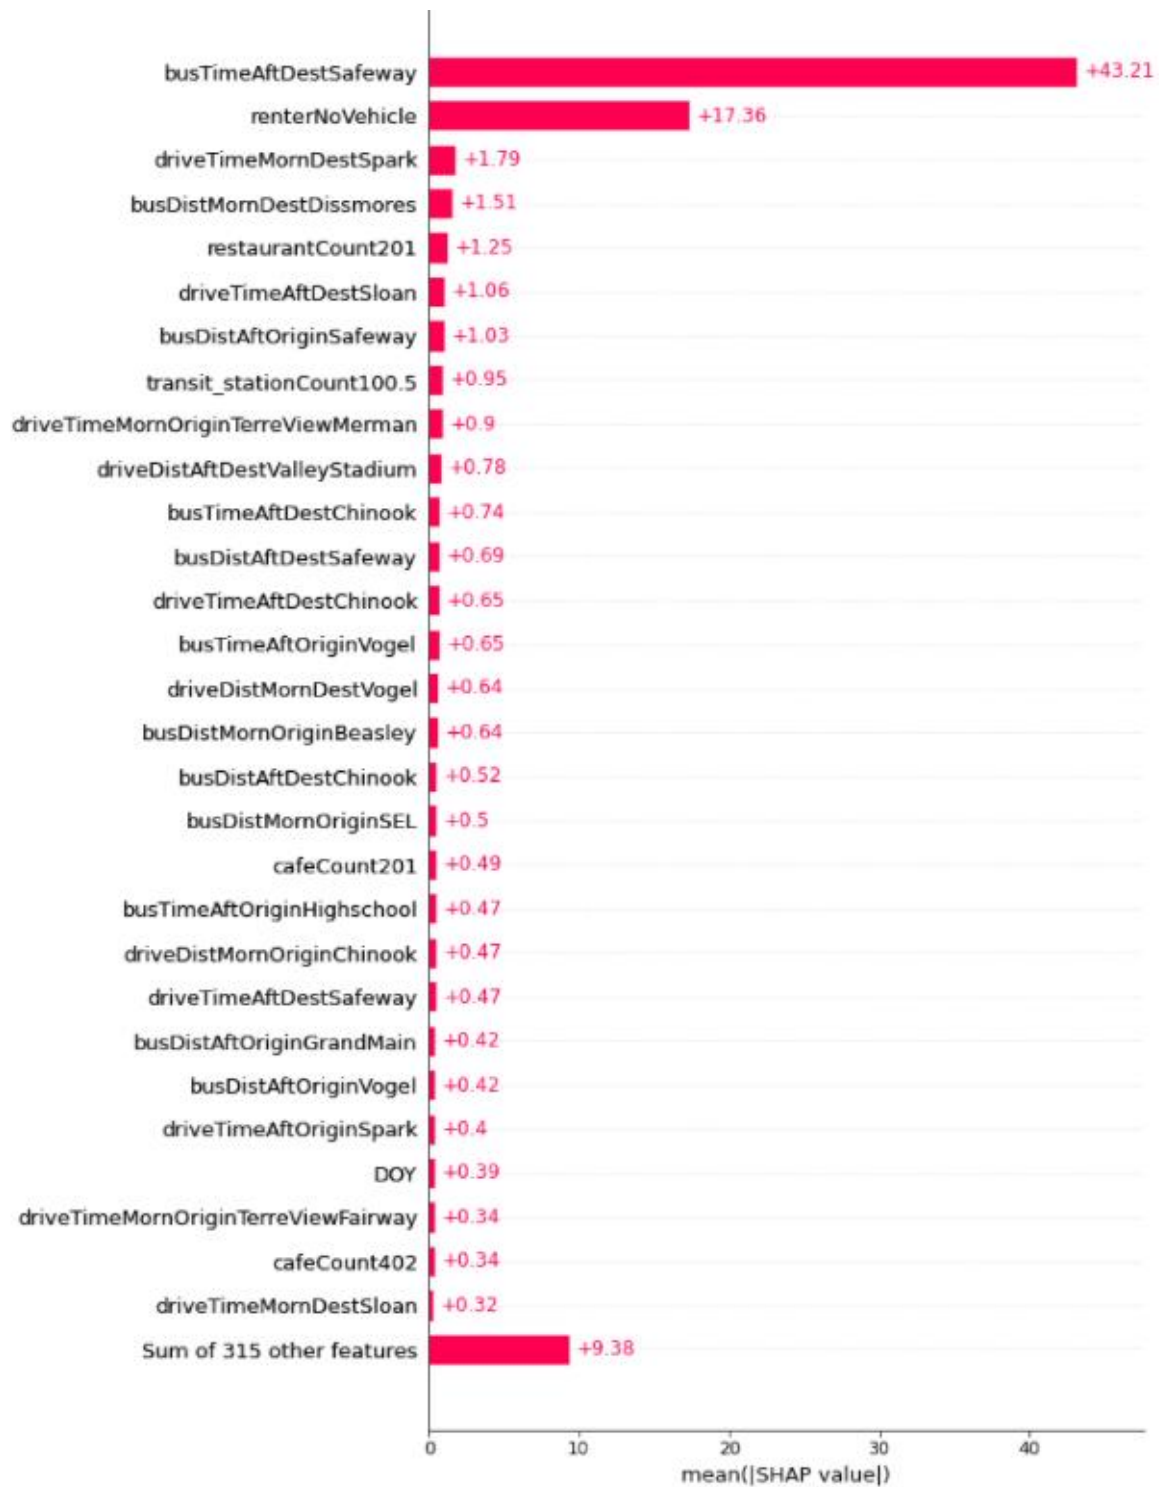 busTimeAftDestSafeway +43.21
renterNoVehicle +17.36
driveTimeMornDestSpark +1.79
busDistMornDestDissmores +1.51
restaurantCount201 +1.25
driveTimeAftDestSloan +1.06
busDistAftOriginSafeway +1.03
transit_stationCount100.5 +0.95
driveTimeMornOriginTerreViewMerman +0.9
driveDistAftDestValleyStadium +0.78
busTimeAftDestChinook +0.74
busDistAftDestSafeway +0.69
driveTimeAftDestChinook +0.65
busTimeAftOriginVogel +0.65
driveDistMornDestVogel +0.64
busDistMornOriginBeasley +0.64
busDistAftDestChinook +0.52
busDistMornOriginSEL +0.5
cafeCount201 +0.49
busTimeAftOriginHighschool +0.47
driveDistMornOriginChinook +0.47
driveTimeAftDestSafeway +0.47
busDistAftOriginGrandMain +0.42
busDistAftOriginVogel +0.42
driveTimeAftOriginSpark +0.4
DOY +0.39
driveTimeMornOriginTerreViewFairway +0.34
cafeCount402 +0.34
driveTimeMornDestSloan +0.32
Sum of 315 other features +9.38
0 10 20 30 40
mean(|SHAP value|)